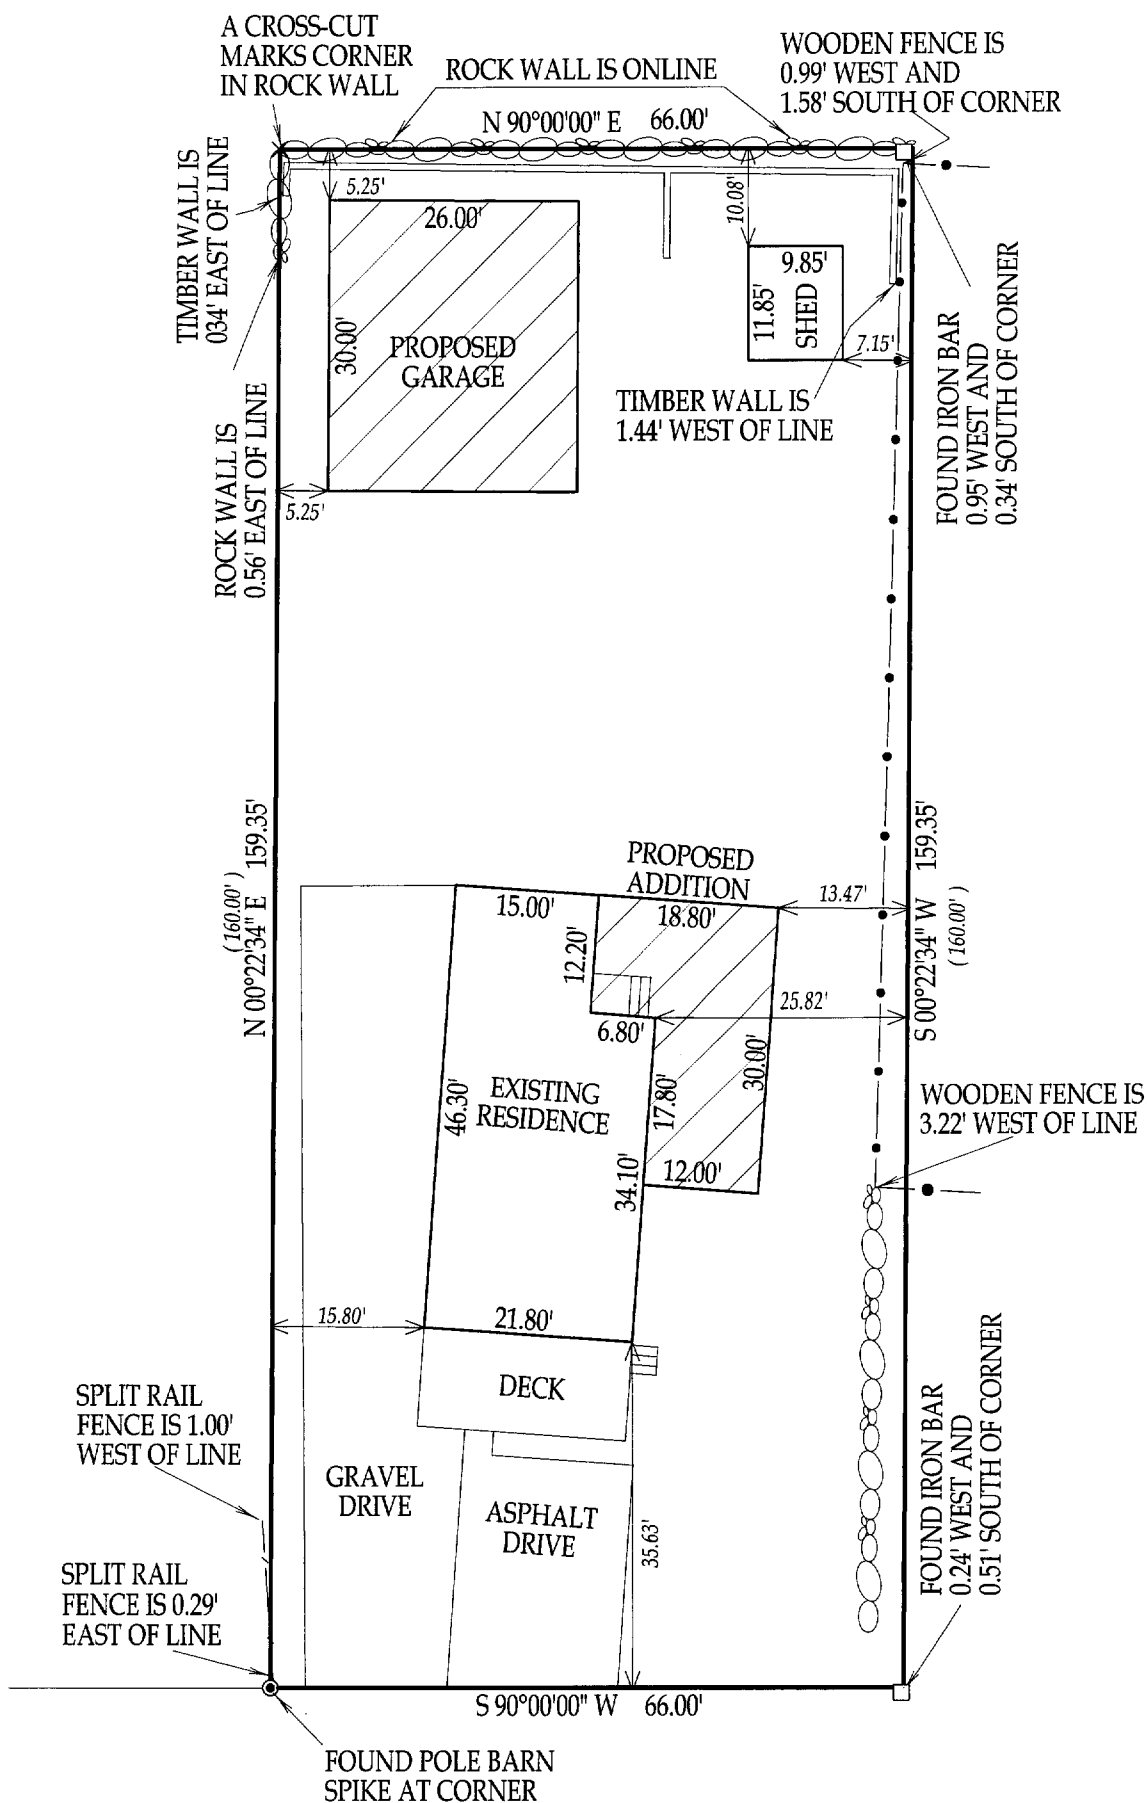 A CROSS-CUT
MARKS CORNER
IN ROCK WALL
ROCK WALL IS ONLINE
WOODEN FENCE IS
0.99' WEST AND
1.58' SOUTH OF CORNER
N 90°00'00" E 66.00'
TIMBER WALL IS
034' EAST OF LINE
5.25'
26.00'
30.00'
PROPOSED
GARAGE
5.25'
10.08'
9.85'
11.85'
SHED
7.15'
TIMBER WALL IS
1.44' WEST OF LINE
FOUND IRON BAR
0.95' WEST AND
0.34' SOUTH OF CORNER
ROCK WALL IS
0.56' EAST OF LINE
N 00°22'34" E 159.35'
(160.00')
S 00°22'34" W 159.35'
(160.00')
PROPOSED
ADDITION
15.00'
18.80'
13.47'
12.20'
6.80'
25.82'
46.30'
EXISTING
RESIDENCE
17.80'
30.00'
34.10'
12.00'
WOODEN FENCE IS
3.22' WEST OF LINE
15.80'
21.80'
DECK
SPLIT RAIL
FENCE IS 1.00'
WEST OF LINE
GRAVEL
DRIVE
ASPHALT
DRIVE
35.63'
FOUND IRON BAR
0.24' WEST AND
0.51' SOUTH OF CORNER
SPLIT RAIL
FENCE IS 0.29'
EAST OF LINE
S 90°00'00" W 66.00'
FOUND POLE BARN
SPIKE AT CORNER